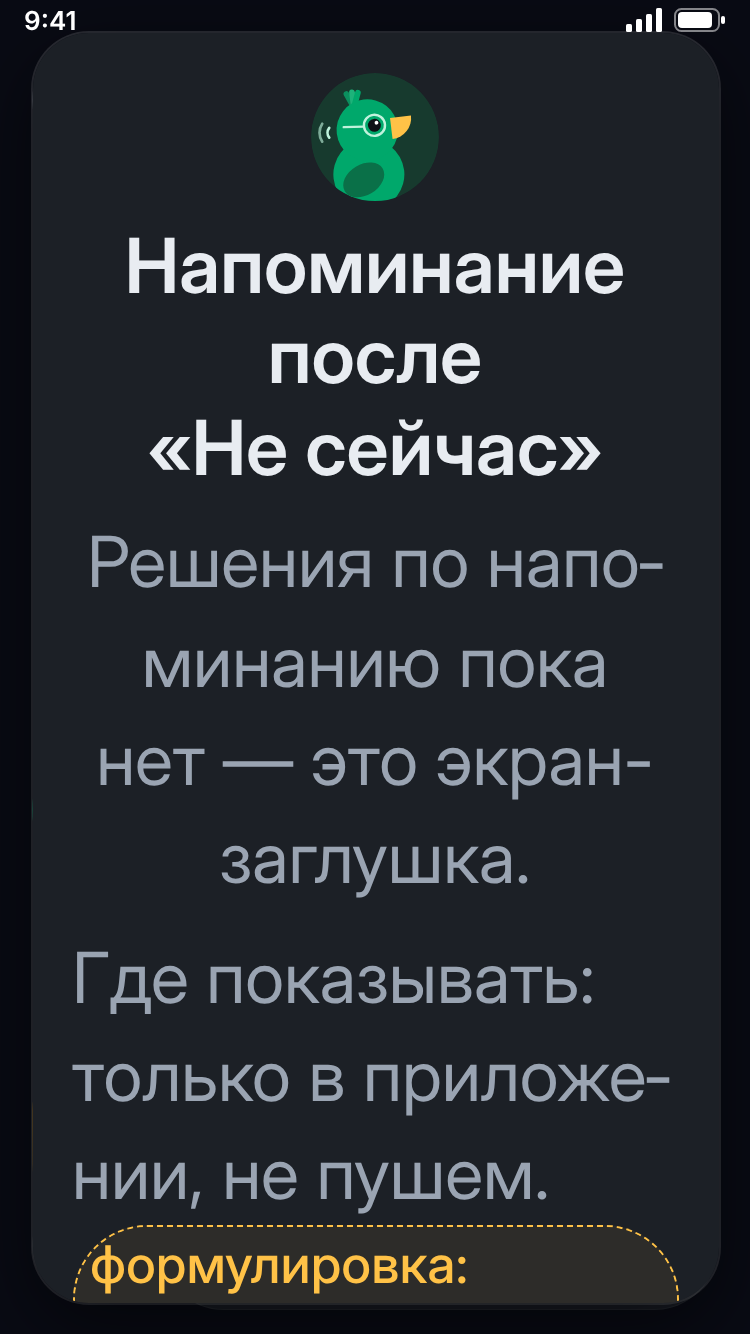 9:41
Напоминание
после
«Не сейчас»
Решения по напо-
минанию пока
нет — это экран-
заглушка.
Где показывать:
только в приложе-
нии, не пушем.
формулировка: